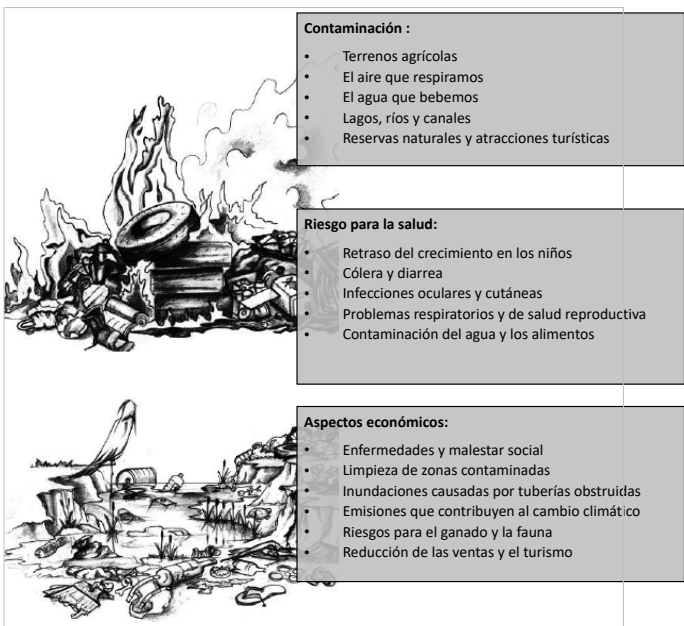 Contaminación :
• Terrenos agrícolas
• El aire que respiramos
• El agua que bebemos
• Lagos, ríos y canales
• Reservas naturales y atracciones turísticas
Riesgo para la salud:
• Retraso del crecimiento en los niños
• Cólera y diarrea
• Infecciones oculares y cutáneas
• Problemas respiratorios y de salud reproductiva
• Contaminación del agua y los alimentos
Aspectos económicos:
• Enfermedades y malestar social
• Limpieza de zonas contaminadas
• Inundaciones causadas por tuberías obstruidas
• Emisiones que contribuyen al cambio climático
• Riesgos para el ganado y la fauna
• Reducción de las ventas y el turismo